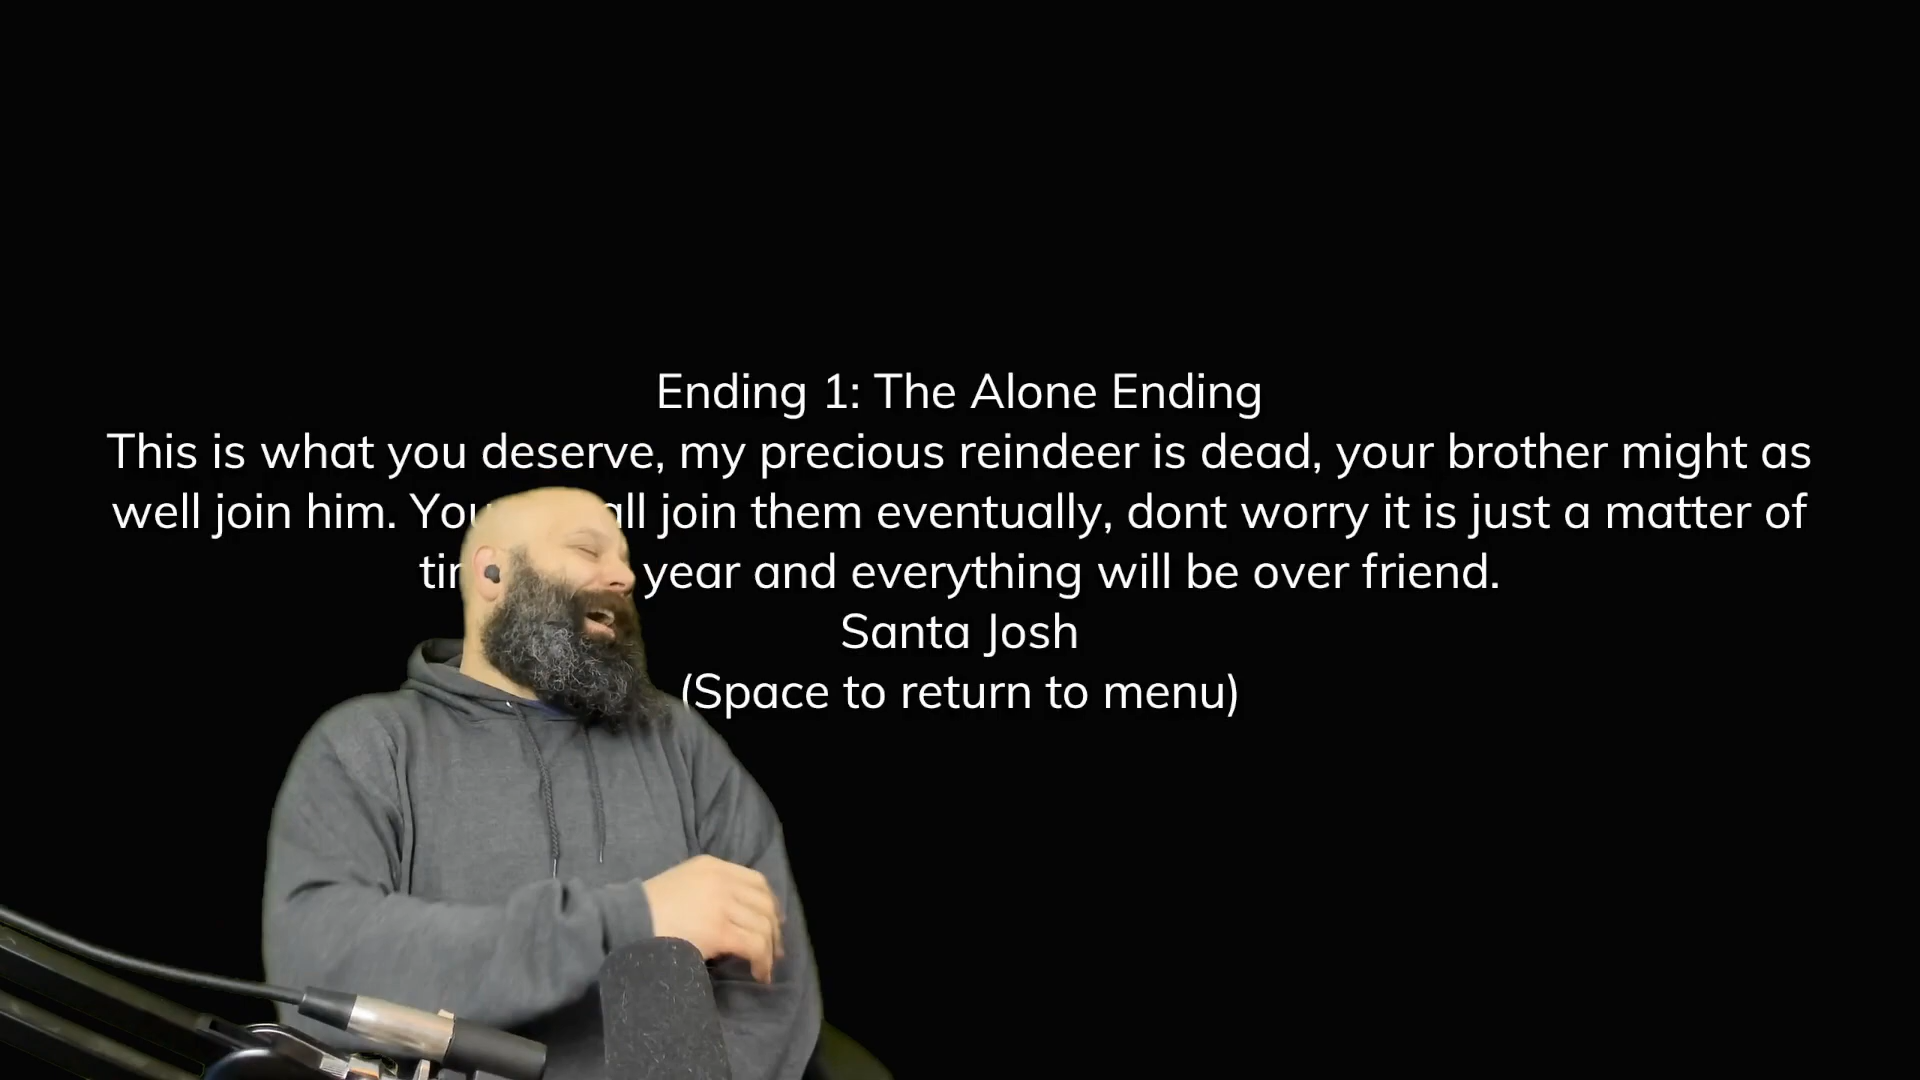 Ending 1: The Alone Ending
This is what you deserve, my precious reindeer is dead, your brother might as
well join him. You all join them eventually, dont worry it is just a matter of
year and everything will be over friend.
Santa Josh
(Space to return to menu)